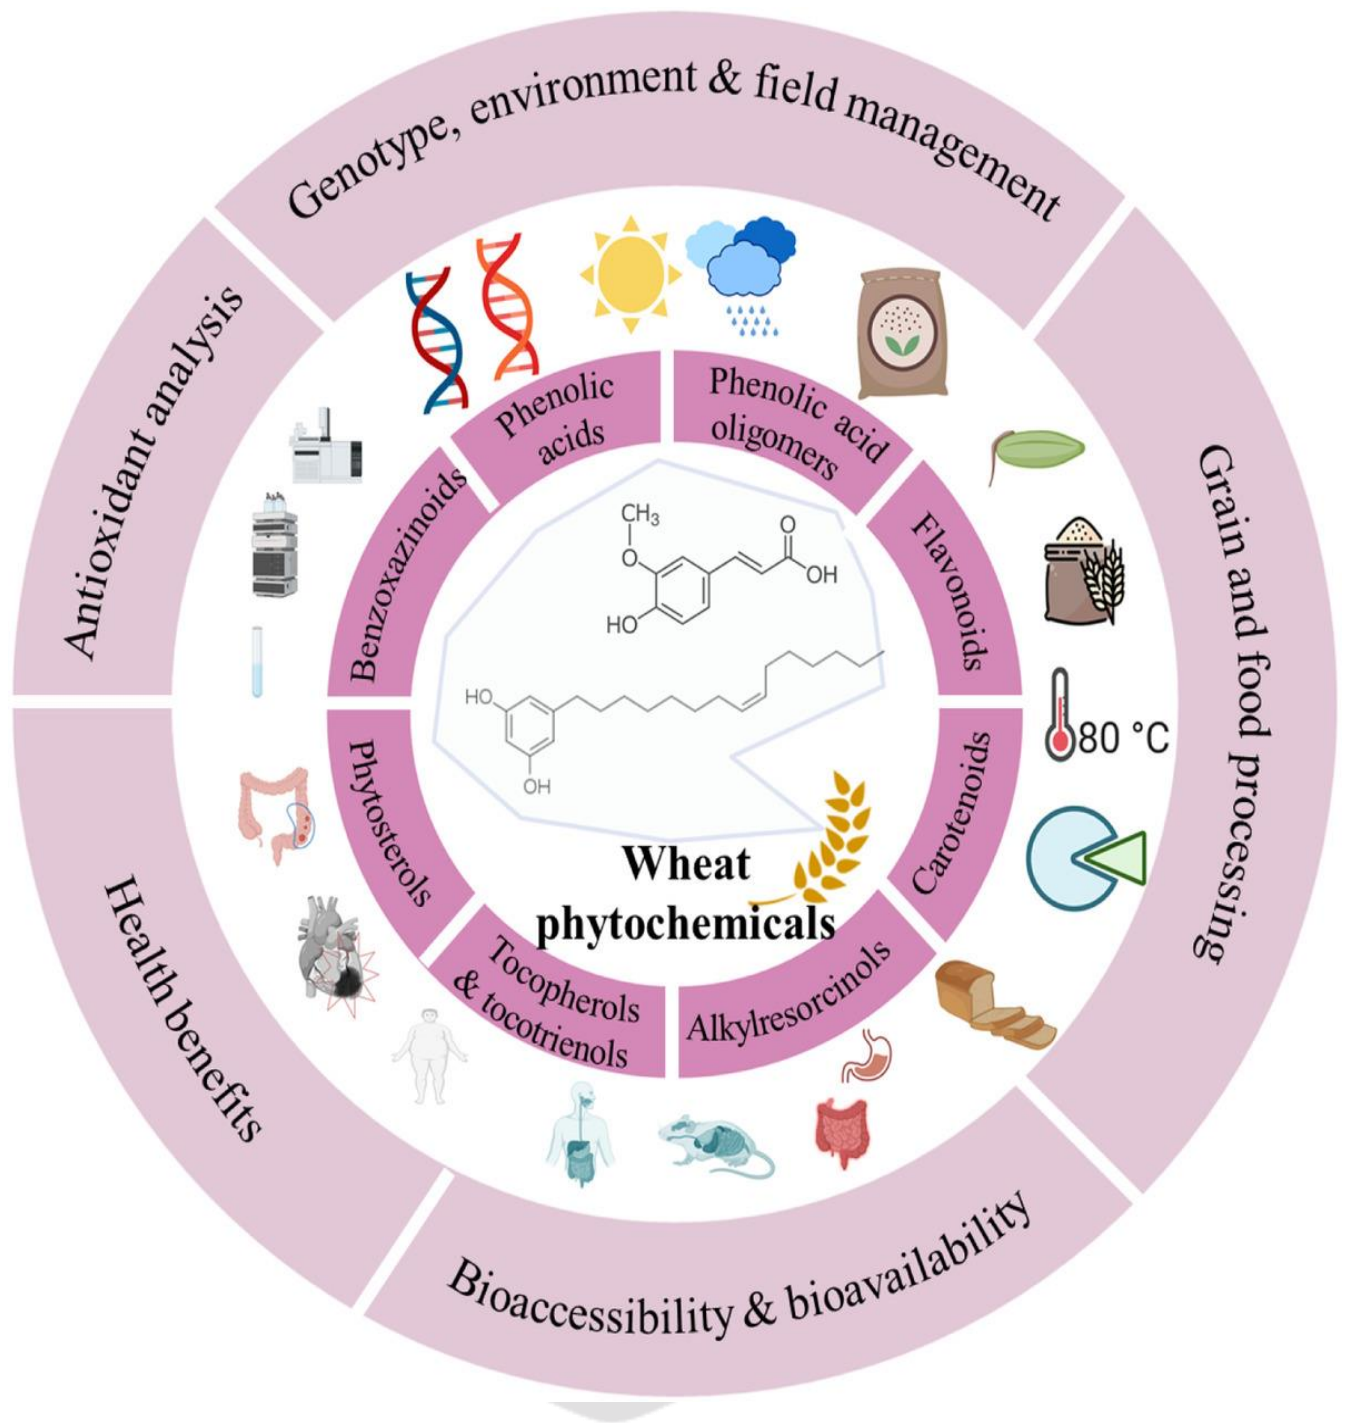 Genotype, environment & field management
Grain and food processing
Bioaccessibility & bioavailability
Health benefits
Antioxidant analysis
Phenolic
acids
Phenolic acid
oligomers
Flavonoids
Carotenoids
Alkylresorcinols
Tocopherols
& tocotrienols
Phytosterols
Benzoxazinoids
80 °C
CH3
O
O
OH
HO
HO
OH
Wheat
phytochemicals